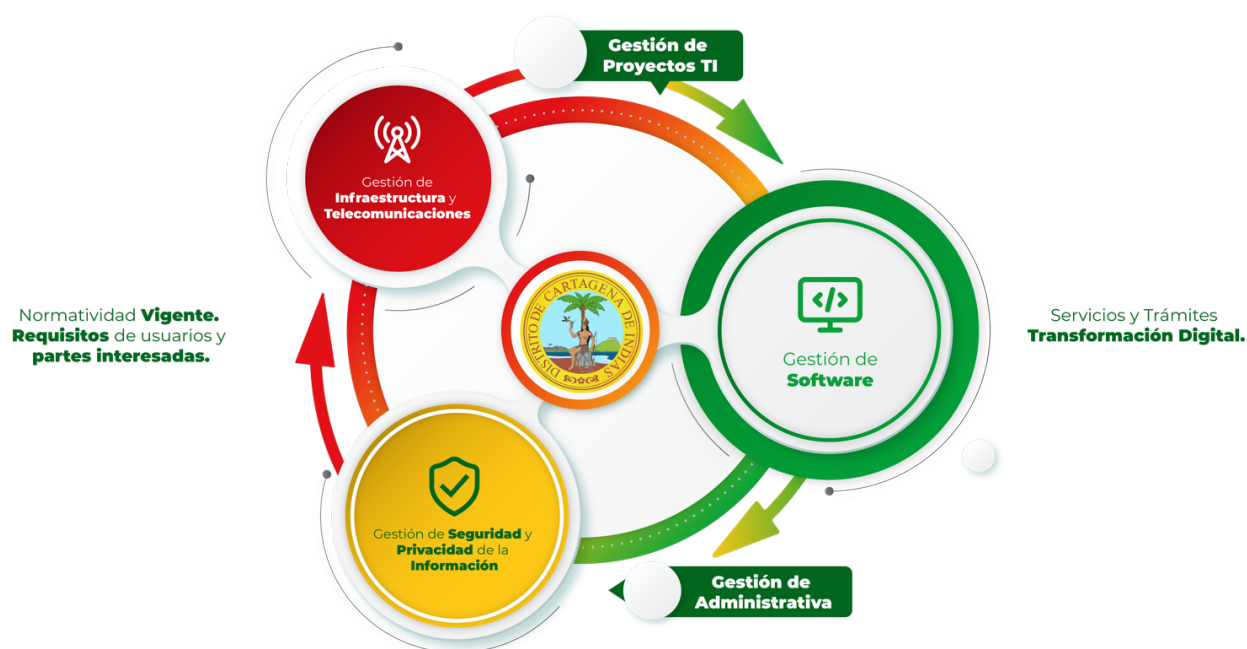 Gestión de
Proyectos TI
Gestión de
Infraestructura y
Telecomunicaciones
Normatividad Vigente.
Requisitos de usuarios y
partes interesadas.
DISTRITO DE CARTAGENA DE INDIAS
</>
Gestión de
Software
Servicios y Trámites
Transformación Digital.
Gestión de Seguridad y
Privacidad de la
Información
Gestión de
Administrativa